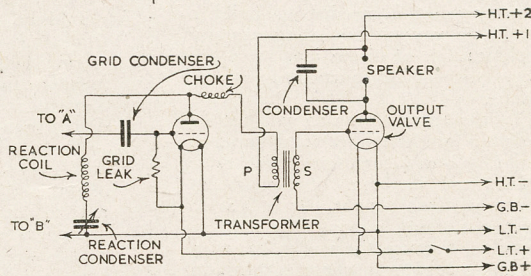 H.T.+2
H.T.+1
GRID CONDENSER
CHOKE
SPEAKER
CONDENSER
OUTPUT
VALVE
TO "A"
REACTION
COIL
GRID
LEAK
P
S
TRANSFORMER
TO "B"
REACTION
CONDENSER
H.T.-
G.B.-
L.T.-
L.T.+
G.B+